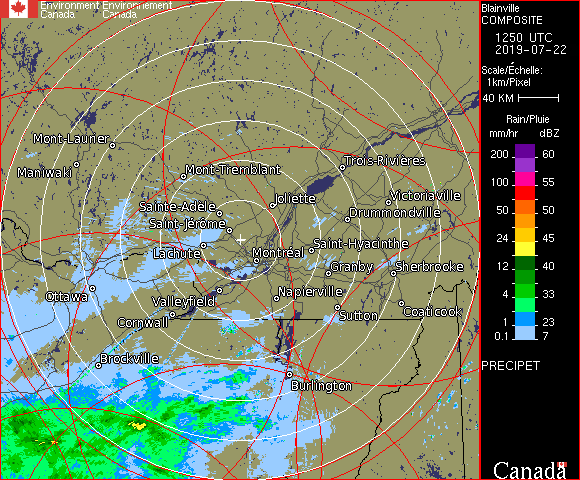 Environment Environnement
Canada Canada
Blainville
COMPOSITE
1250 UTC
2019-07-22
Scale/Échelle:
1km/Pixel
40 KM
Rain/Pluie
mm/hr dBZ
200 60
150 57
100 55
50 50
24 45
12 40
4 33
1 23
0.1 7
PRECIPET
Canada
Mont-Laurier
Maniwaki
Mont-Tremblant
Trois-Rivières
Sainte-Adèle
Joliette
Victoriaville
Saint-Jérôme
Drummondville
Lachute
Montréal
Saint-Hyacinthe
Granby
Sherbrooke
Ottawa
Valleyfield
Napierville
Cornwall
Sutton
Coaticook
Brockville
Burlington